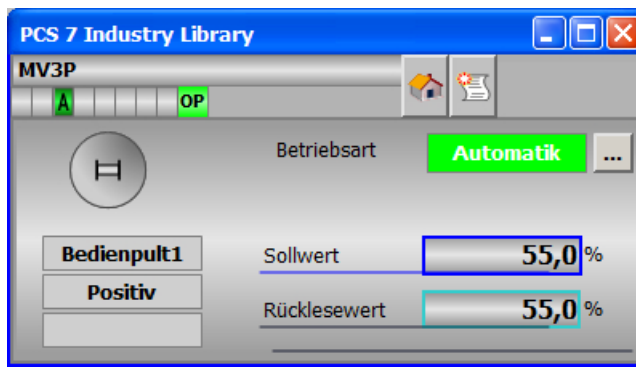 PCS 7 Industry Library
MV3P
A OP
Betriebsart Automatik ...
Bedienpult1
Positiv
Sollwert 55,0 %
Rücklesewert 55,0 %